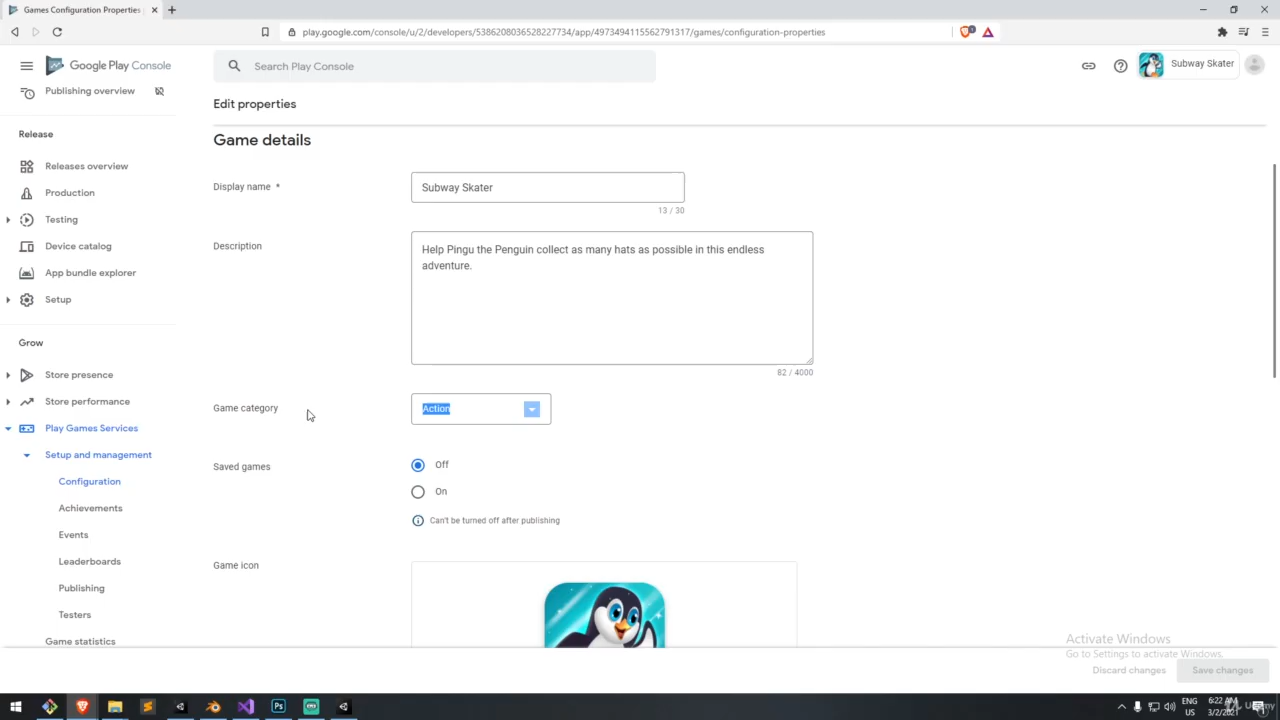 Games Configuration Properties
play.google.com/console/u/2/developers/5386208036528227734/app/4973494115562791317/games/configuration-properties
Google Play Console
Search Play Console
Subway Skater
Publishing overview
Edit properties
Release
Releases overview
Production
Testing
Device catalog
App bundle explorer
Setup
Grow
Store presence
Store performance
Play Games Services
Setup and management
Configuration
Achievements
Events
Leaderboards
Publishing
Testers
Game statistics
Game details
Display name *
Subway Skater
13 / 30
Description
Help Pingu the Penguin collect as many hats as possible in this endless
adventure.
82 / 4000
Game category
Action
Saved games
Off
On
Can't be turned off after publishing
Game icon
Activate Windows
Go to Settings to activate Windows.
Discard changes
Save changes
ENG
US
6:22 AM